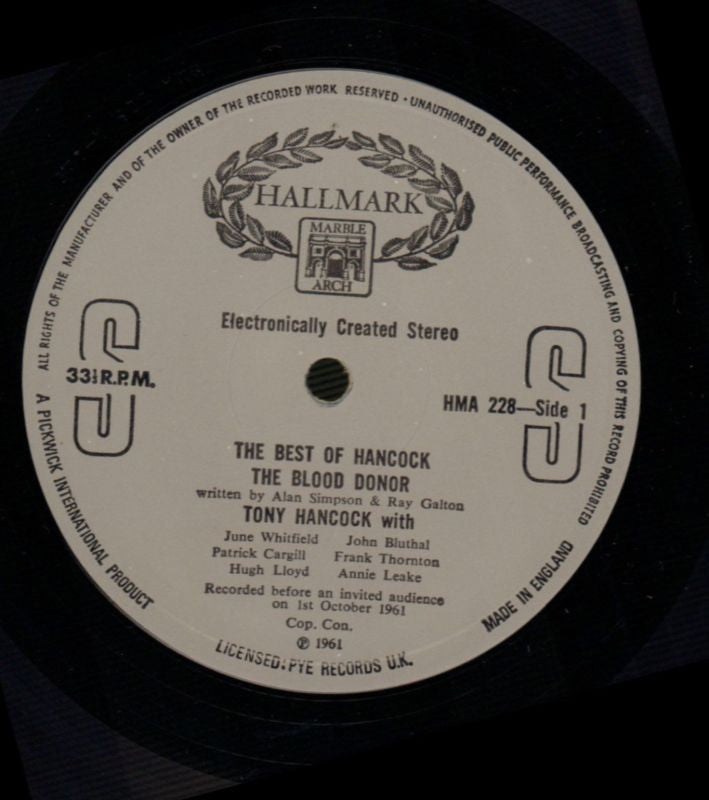 ALL RIGHTS OF THE MANUFACTURER AND OF THE OWNER OF THE RECORDED WORK RESERVED · UNAUTHORISED PUBLIC PERFORMANCE BROADCASTING AND COPYING OF THIS RECORD PROHIBITED
HALLMARK
MARBLE
ARCH
Electronically Created Stereo
33⅓ R.P.M.
HMA 228—Side 1
THE BEST OF HANCOCK
THE BLOOD DONOR
written by Alan Simpson & Ray Galton
TONY HANCOCK with
June Whitfield John Bluthal
Patrick Cargill Frank Thornton
Hugh Lloyd Annie Leake
Recorded before an invited audience
on 1st October 1961
Cop. Con.
℗ 1961
A PICKWICK INTERNATIONAL PRODUCT
LICENSED: PYE RECORDS U.K.
MADE IN ENGLAND